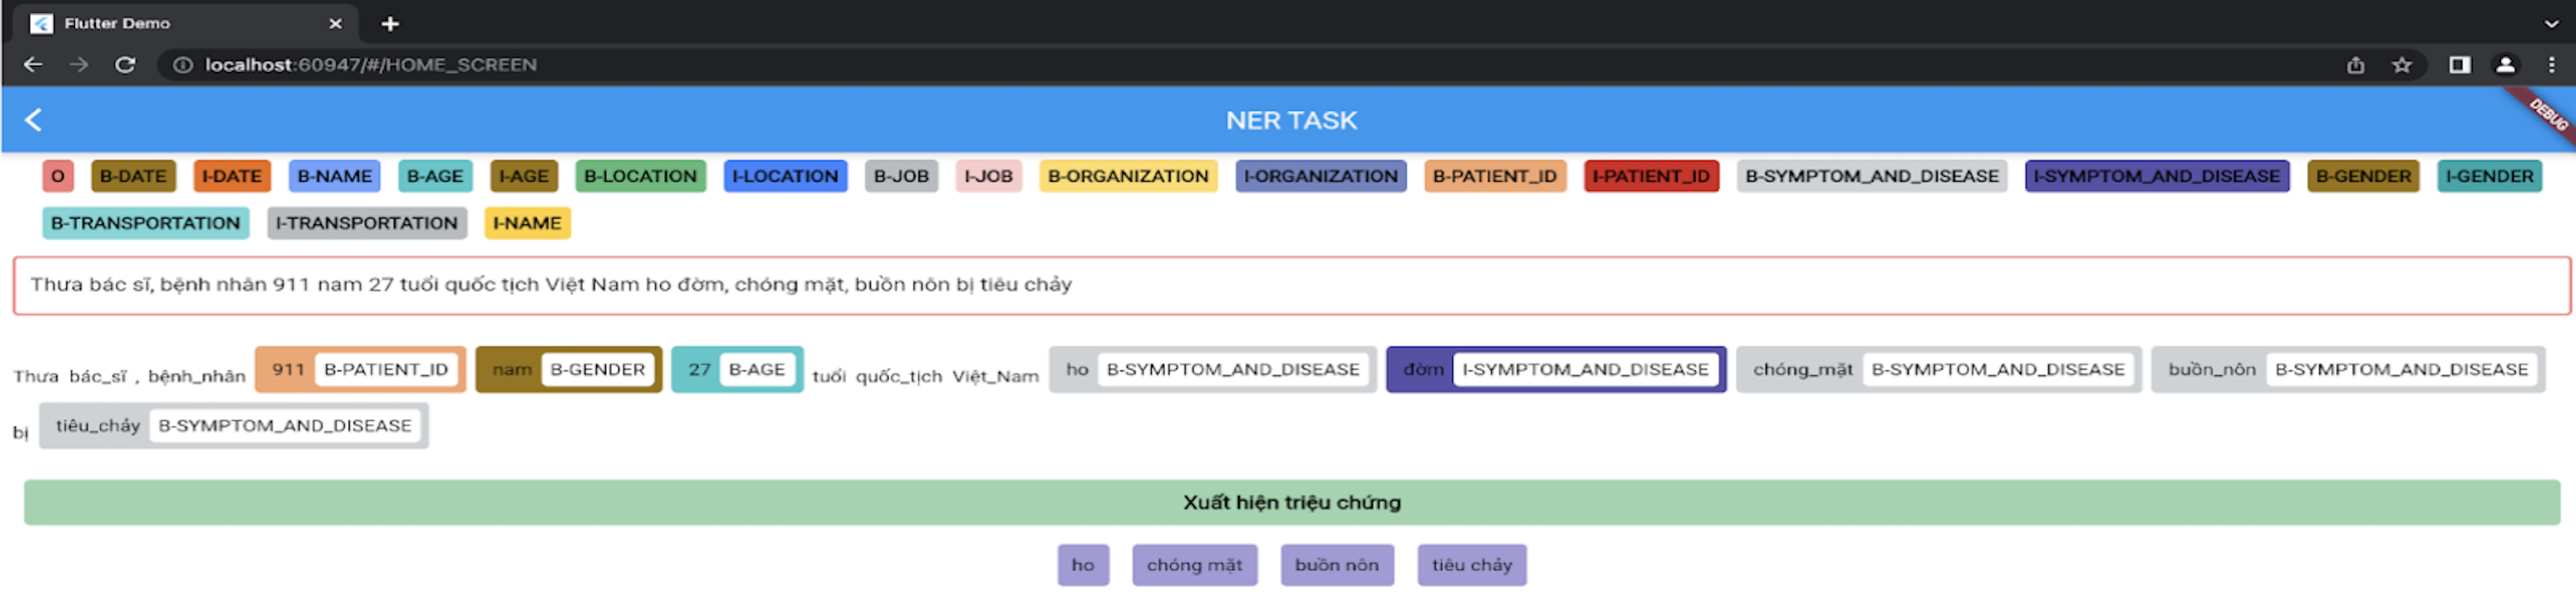 Flutter Demo
localhost:60947/#/HOME_SCREEN
NER TASK
DEBUG
O B-DATE I-DATE B-NAME B-AGE I-AGE B-LOCATION I-LOCATION B-JOB I-JOB B-ORGANIZATION I-ORGANIZATION B-PATIENT_ID I-PATIENT_ID B-SYMPTOM_AND_DISEASE I-SYMPTOM_AND_DISEASE B-GENDER I-GENDER
B-TRANSPORTATION I-TRANSPORTATION I-NAME
Thưa bác sĩ, bệnh nhân 911 nam 27 tuổi quốc tịch Việt Nam ho đờm, chóng mặt, buồn nôn bị tiêu chảy
Thưa bác_sĩ , bệnh_nhân 911 B-PATIENT_ID nam B-GENDER 27 B-AGE tuổi quốc_tịch Việt_Nam ho B-SYMPTOM_AND_DISEASE đờm I-SYMPTOM_AND_DISEASE chóng_mặt B-SYMPTOM_AND_DISEASE buồn_nôn B-SYMPTOM_AND_DISEASE
bị tiêu_chảy B-SYMPTOM_AND_DISEASE
Xuất hiện triệu chứng
ho chóng mặt buồn nôn tiêu chảy